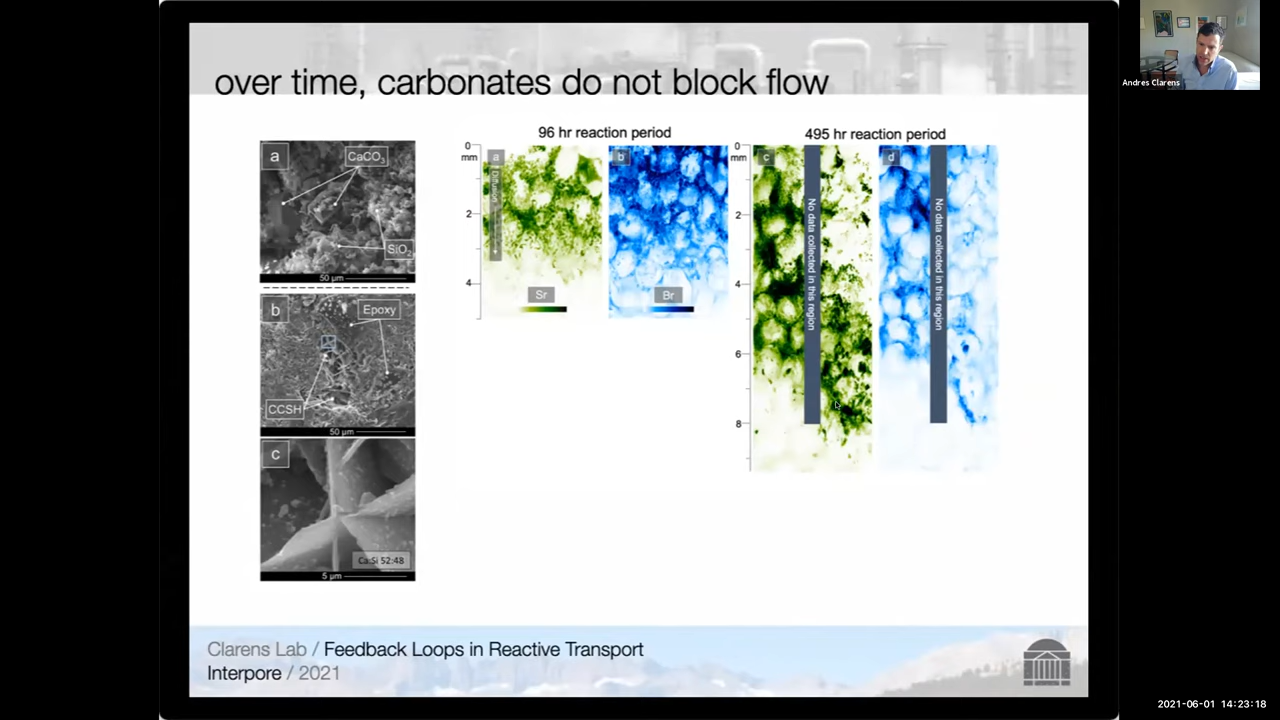 over time, carbonates do not block flow
a
CaCO3
SiO2
50 µm
b
Epoxy
CCSH
50 µm
c
Ca:Si 52:48
5 µm
96 hr reaction period
0
mm
2
4
a
Diffusion
Sr
b
Br
495 hr reaction period
0
mm
2
4
6
8
c
No data collected in this region
d
No data collected in this region
Clarens Lab / Feedback Loops in Reactive Transport
Interpore / 2021
Andres Clarens
2021-06-01 14:23:18